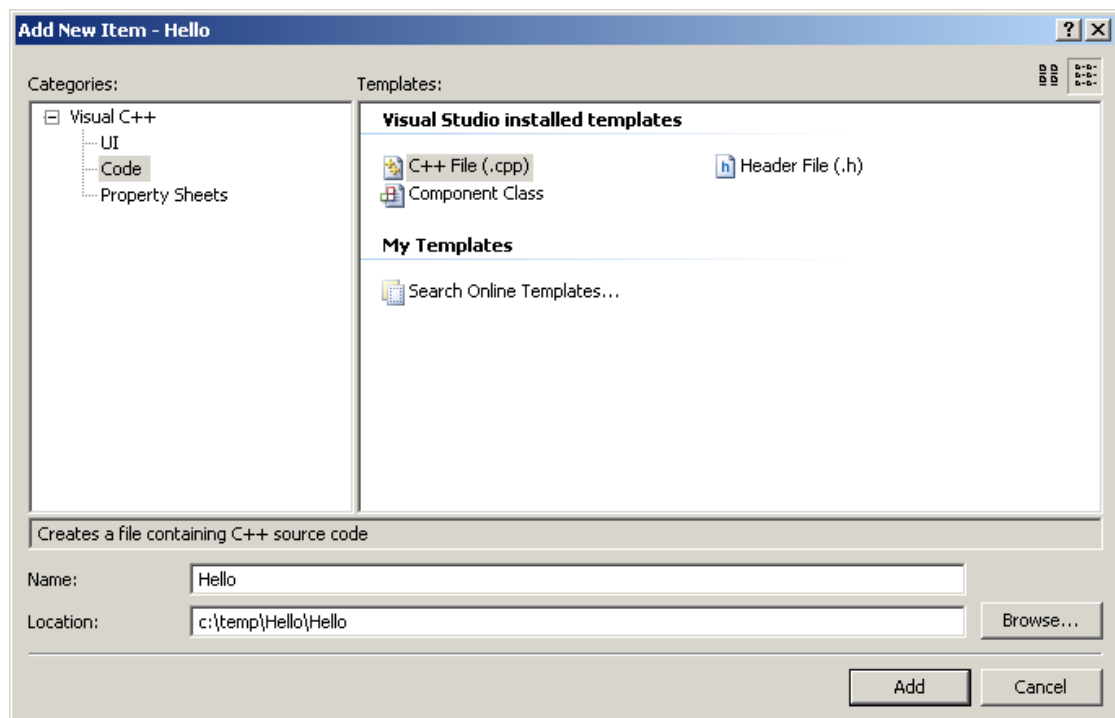 Add New Item - Hello
Categories:
Templates:
Visual C++
UI
Code
Property Sheets
Visual Studio installed templates
C++ File (.cpp)
Header File (.h)
Component Class
My Templates
Search Online Templates...
Creates a file containing C++ source code
Name:
Hello
Location:
c:\temp\Hello\Hello
Browse...
Add
Cancel